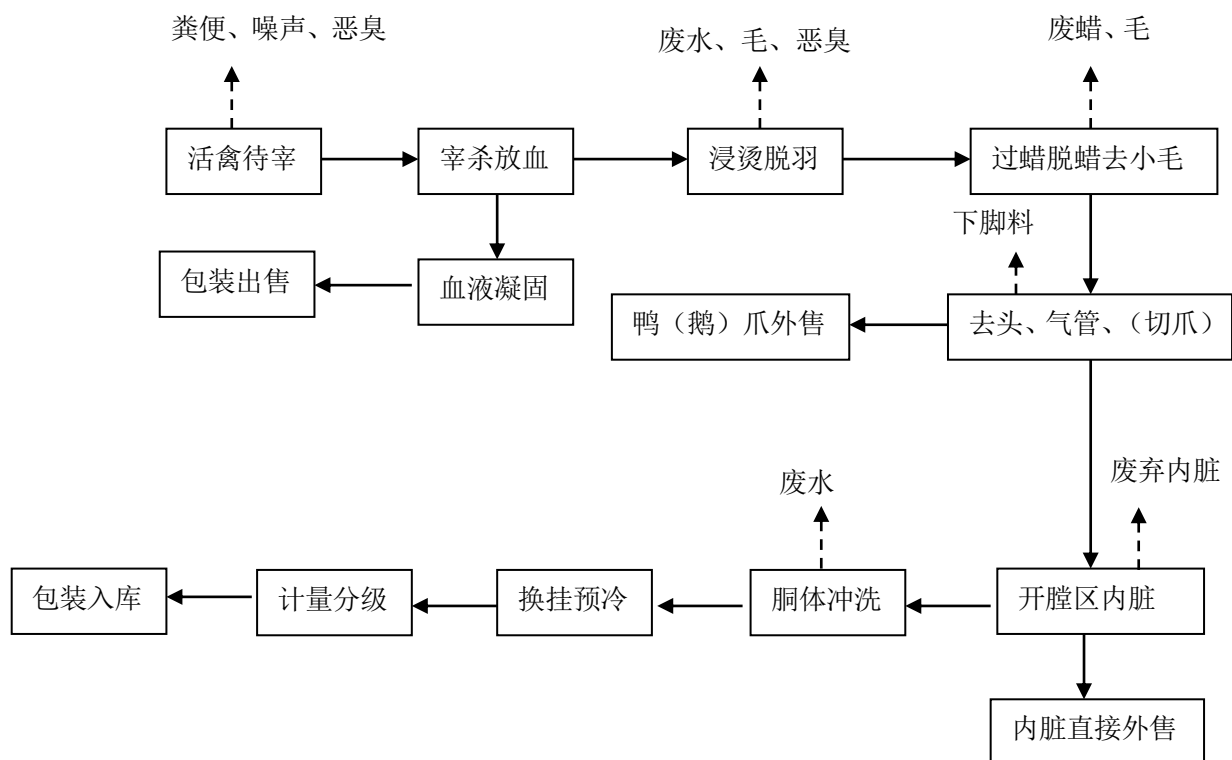 粪便、噪声、恶臭
废水、毛、恶臭
废蜡、毛
活禽待宰
宰杀放血
浸烫脱羽
过蜡脱蜡去小毛
下脚料
包装出售
血液凝固
鸭（鹅）爪外售
去头、气管、（切爪）
废弃内脏
废水
包装入库
计量分级
换挂预冷
胴体冲洗
开膛区内脏
内脏直接外售